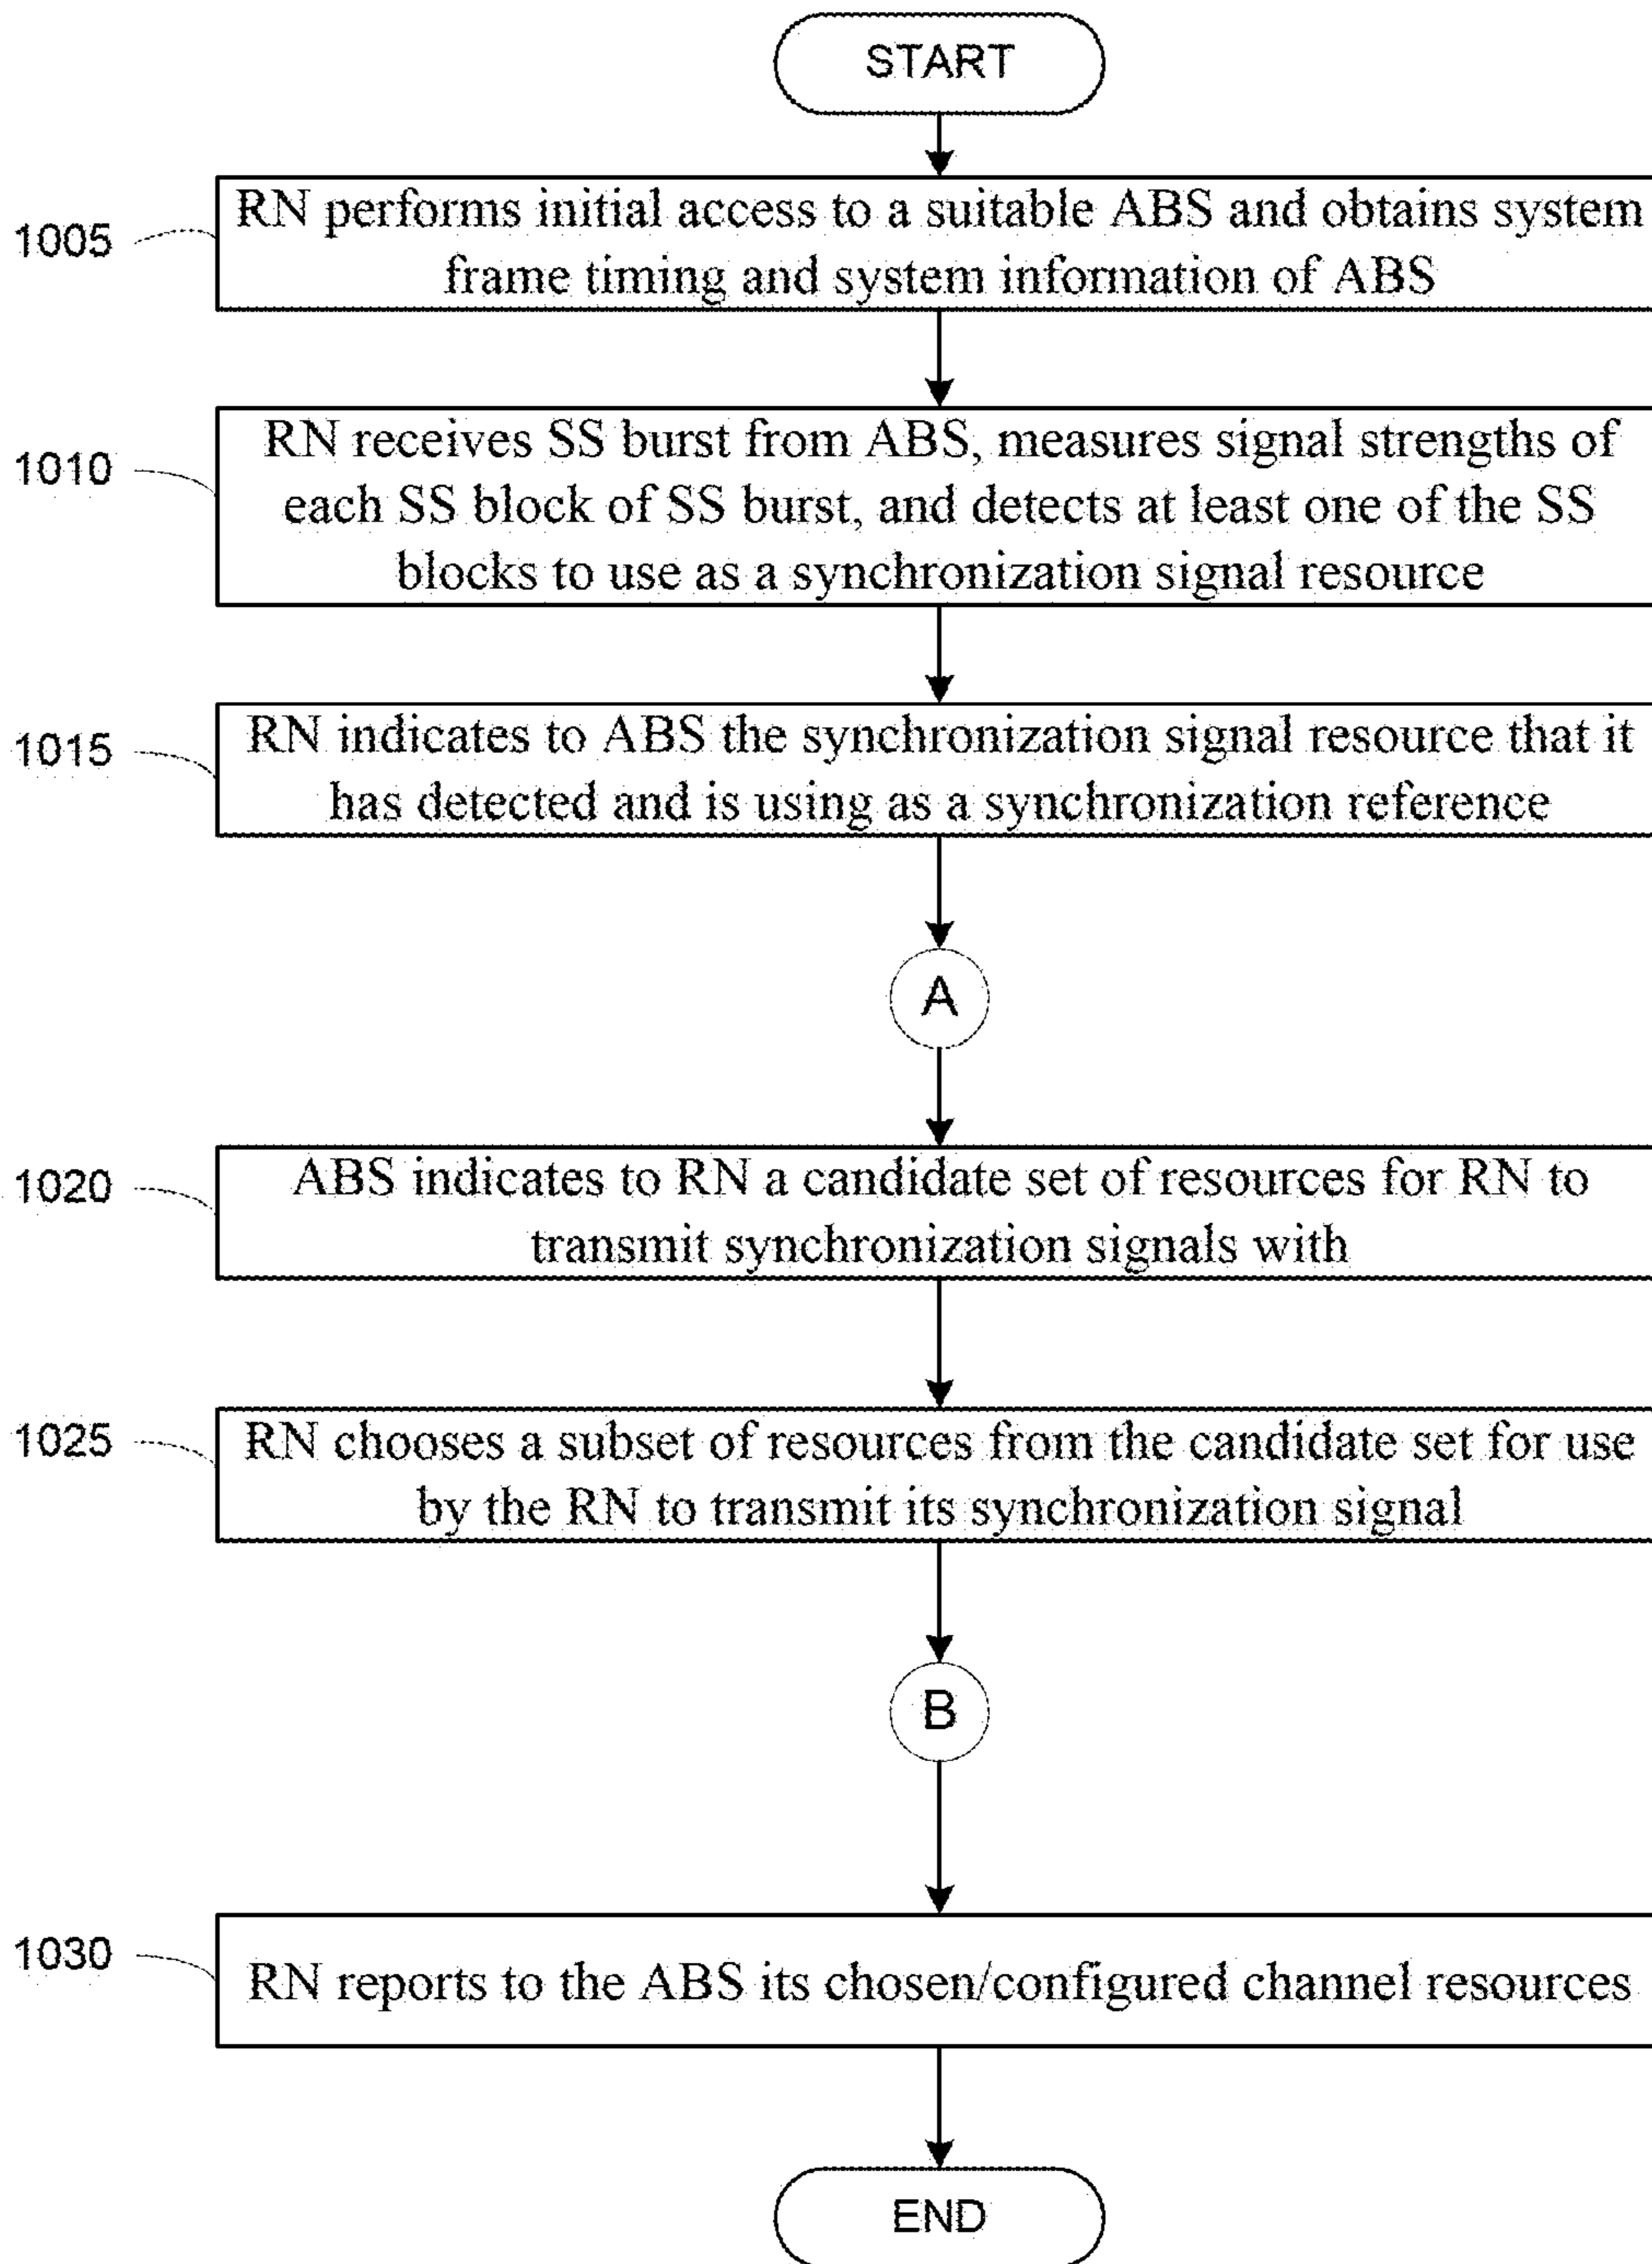 START
1005
RN performs initial access to a suitable ABS and obtains system
frame timing and system information of ABS
1010
RN receives SS burst from ABS, measures signal strengths of
each SS block of SS burst, and detects at least one of the SS
blocks to use as a synchronization signal resource
1015
RN indicates to ABS the synchronization signal resource that it
has detected and is using as a synchronization reference
A
1020
ABS indicates to RN a candidate set of resources for RN to
transmit synchronization signals with
1025
RN chooses a subset of resources from the candidate set for use
by the RN to transmit its synchronization signal
B
1030
RN reports to the ABS its chosen/configured channel resources
END